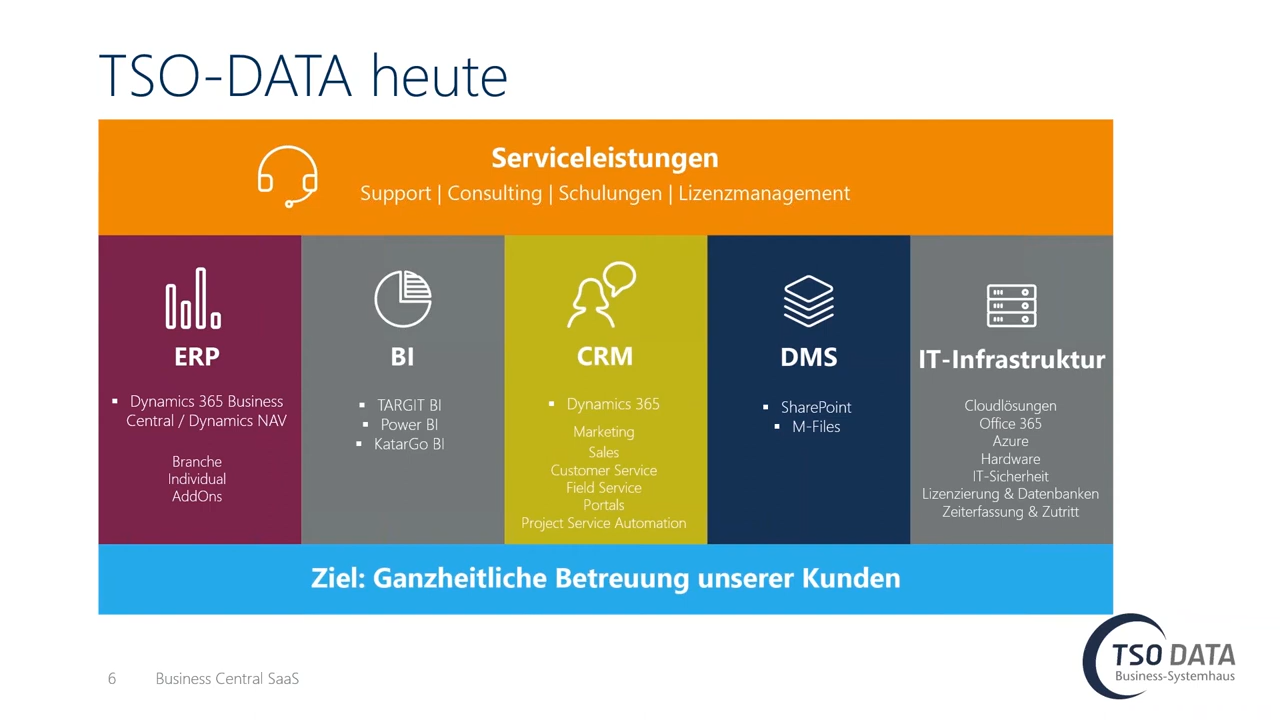 TSO-DATA heute
Serviceleistungen
Support | Consulting | Schulungen | Lizenzmanagement
ERP
▪ Dynamics 365 Business
Central / Dynamics NAV
Branche
Individual
AddOns
BI
▪ TARGIT BI
▪ Power BI
▪ KatarGo BI
CRM
▪ Dynamics 365
Marketing
Sales
Customer Service
Field Service
Portals
Project Service Automation
DMS
▪ SharePoint
▪ M-Files
IT-Infrastruktur
Cloudlösungen
Office 365
Azure
Hardware
IT-Sicherheit
Lizenzierung & Datenbanken
Zeiterfassung & Zutritt
Ziel: Ganzheitliche Betreuung unserer Kunden
6 Business Central SaaS
TSO DATA
Business-Systemhaus